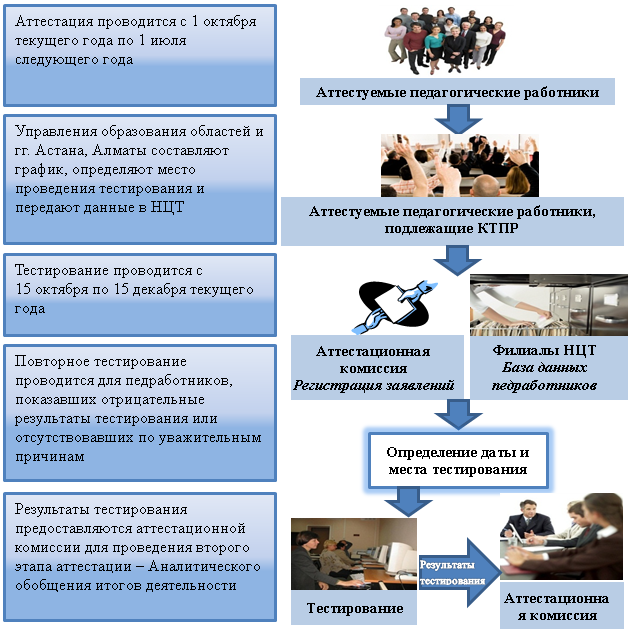 Аттестация проводится с 1 октября
текущего года по 1 июля
следующего года
Управления образования областей и
гг. Астана, Алматы составляют
график, определяют место
проведения тестирования и
передают данные в НЦТ
Тестирование проводится с
15 октября по 15 декабря текущего
года
Повторное тестирование
проводится для педработников,
показавших отрицательные
результаты тестирования или
отсутствовавших по уважительным
причинам
Результаты тестирования
предоставляются аттестационной
комиссии для проведения второго
этапа аттестации – Аналитического
обобщения итогов деятельности
Аттестуемые педагогические работники
Аттестуемые педагогические работники,
подлежащие КТПР
Аттестационная
комиссия
Регистрация заявлений
Филиалы НЦТ
База данных
педработников
Определение даты и
места тестирования
Тестирование
Результаты
тестирования
Аттестационна
я комиссия